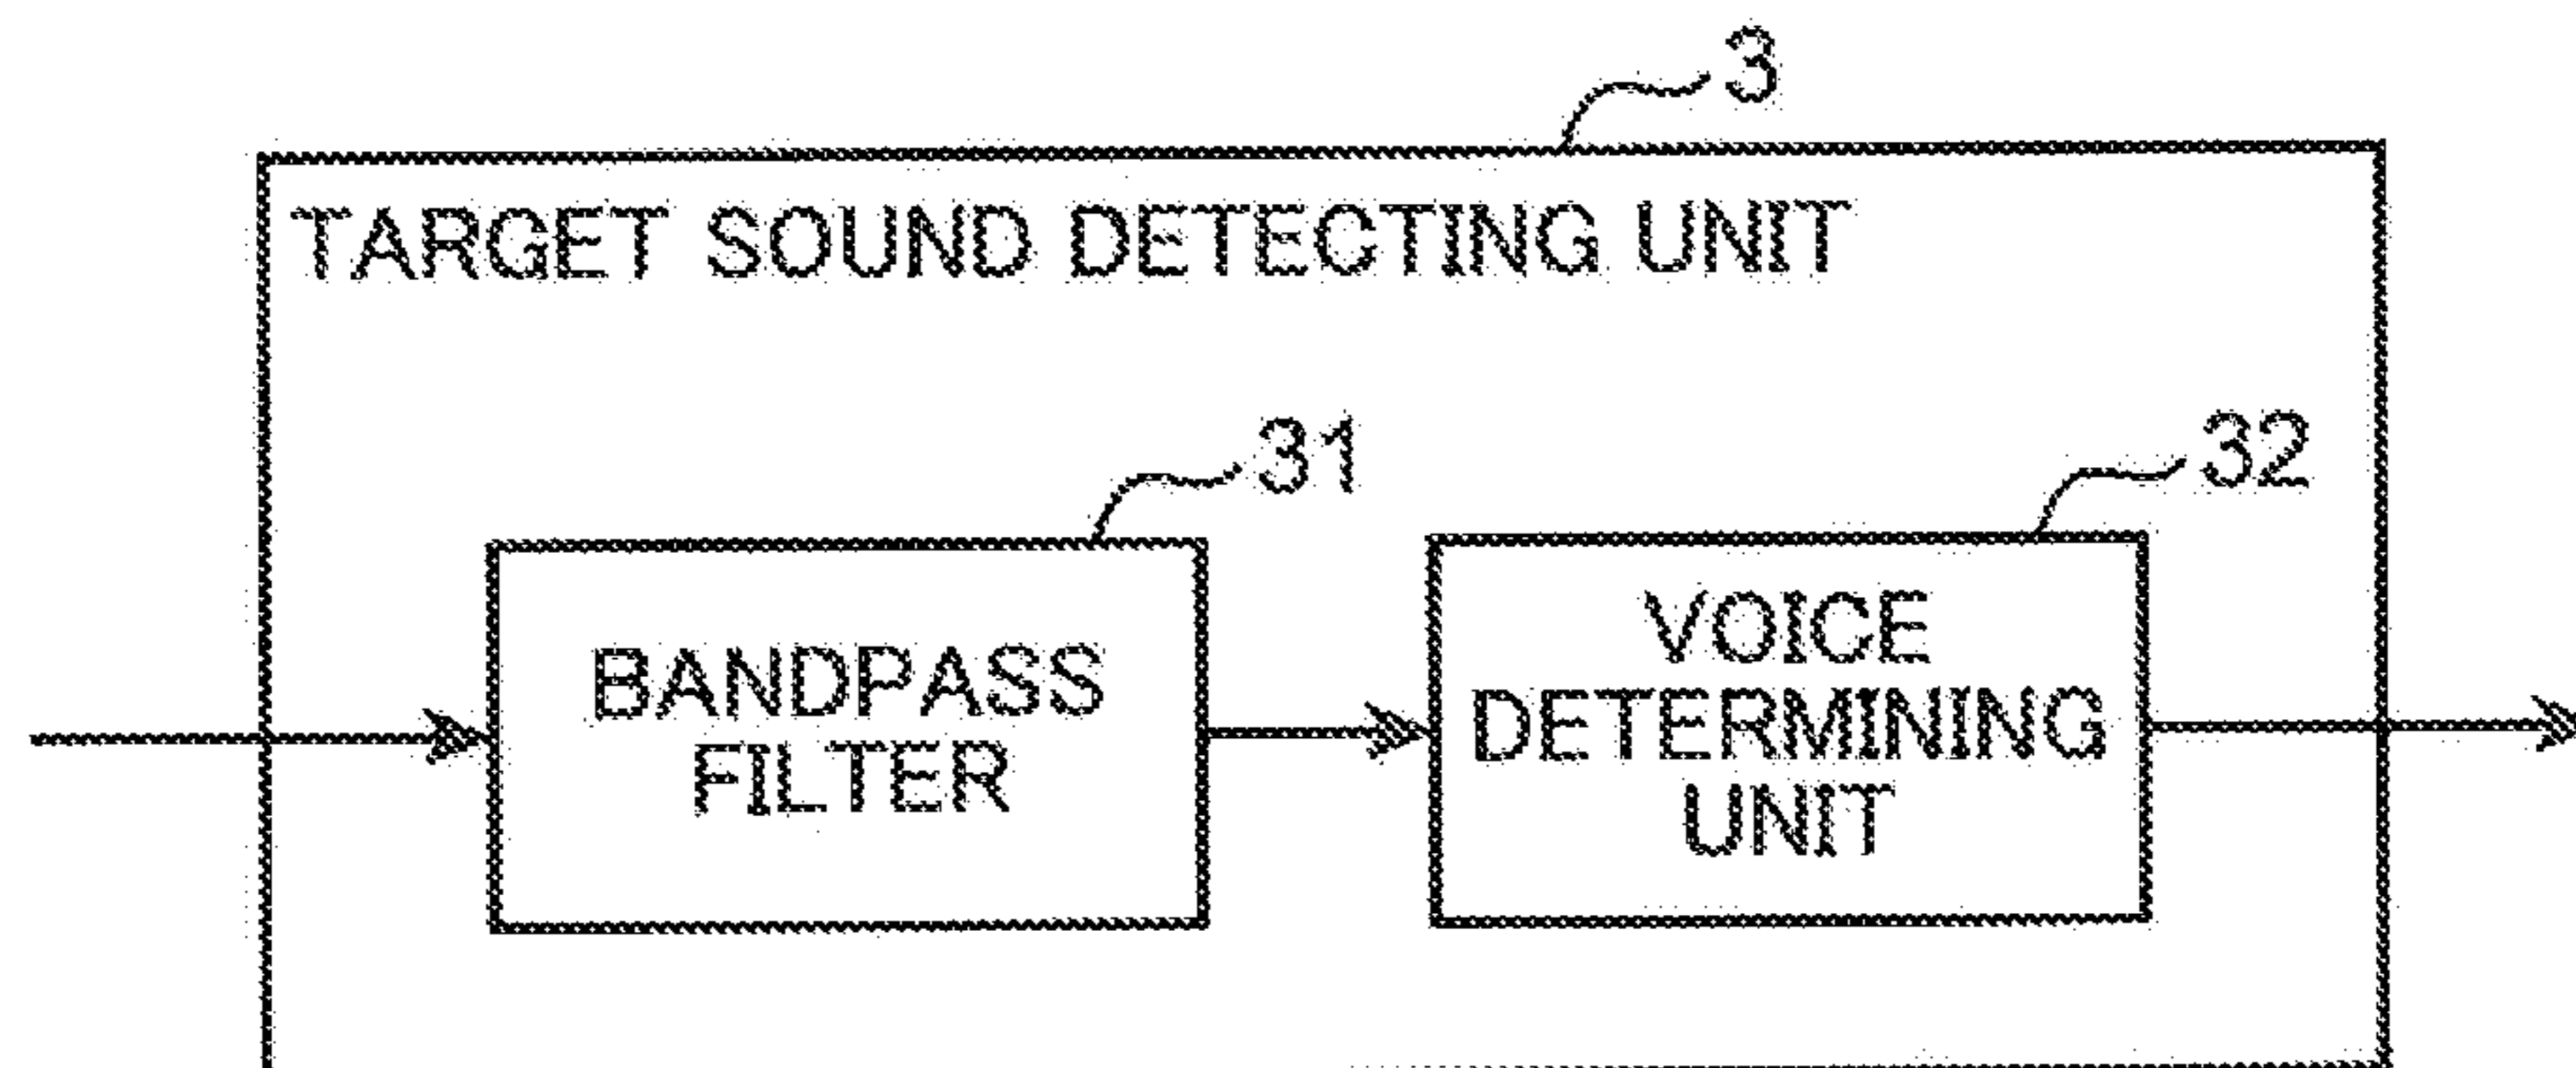 3
TARGET SOUND DETECTING UNIT
31
32
BANDPASS
FILTER
VOICE
DETERMINING
UNIT